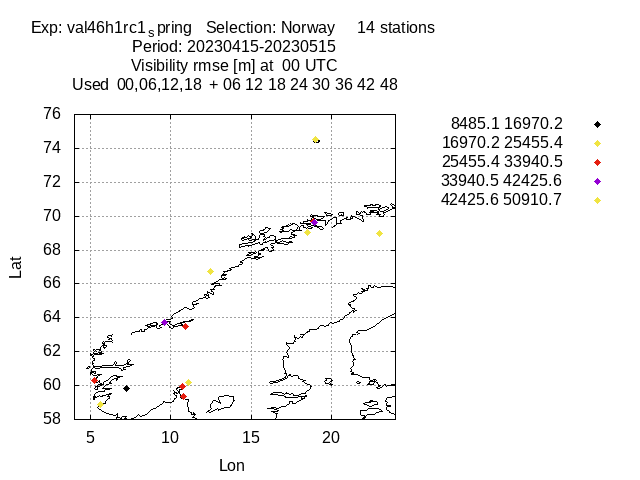 Exp: val46h1rc1spring Selection: Norway 14 stations
Period: 20230415-20230515
Visibility rmse [m] at 00 UTC
Used 00,06,12,18 + 06 12 18 24 30 36 42 48
8485.1 16970.2
16970.2 25455.4
25455.4 33940.5
33940.5 42425.6
42425.6 50910.7
76
74
72
70
68
66
64
62
60
58
Lat
5 10 15 20
Lon